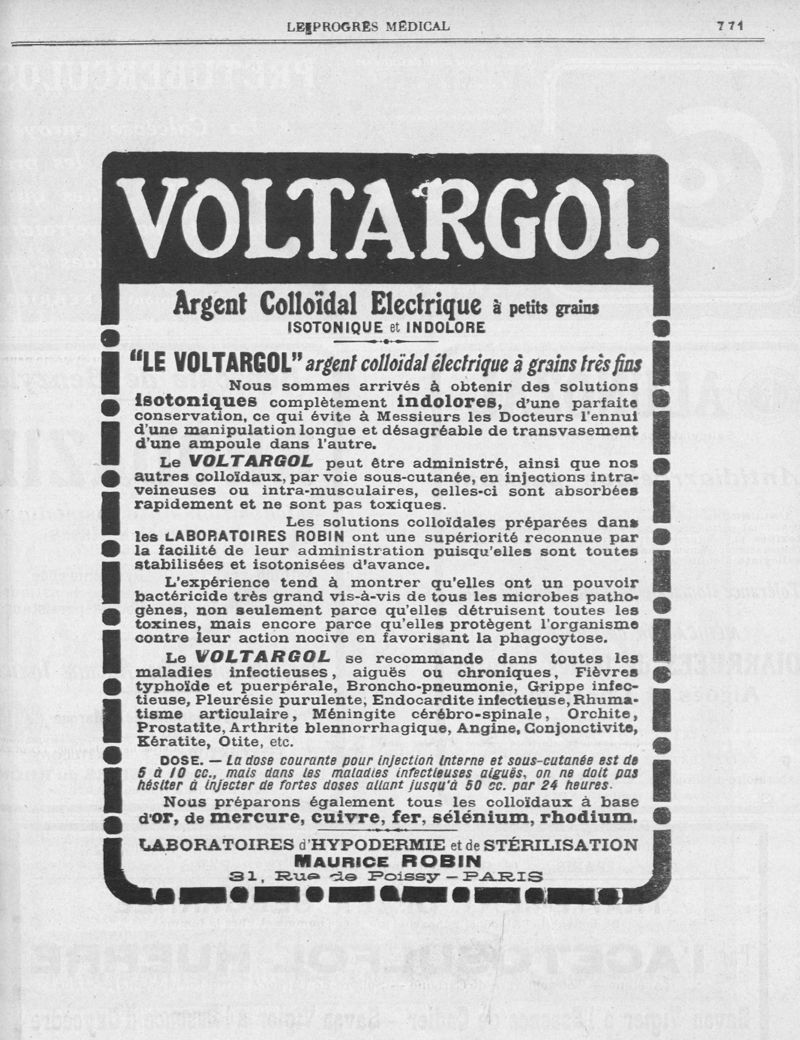 LE PROGRÈS MÉDICAL
771
VOLTARGOL
Argent Colloïdal Electrique à petits grains
ISOTONIQUE et INDOLORE
"LE VOLTARGOL" argent colloïdal électrique à grains très fins
Nous sommes arrivés à obtenir des solutions
isotoniques complètement indolores, d'une parfaite
conservation, ce qui évite à Messieurs les Docteurs l'ennui
d'une manipulation longue et désagréable de transvasement
d'une ampoule dans l'autre.
Le VOLTARGOL peut être administré, ainsi que nos
autres colloïdaux, par voie sous-cutanée, en injections intra-
veineuses ou intra-musculaires, celles-ci sont absorbées
rapidement et ne sont pas toxiques.
Les solutions colloïdales préparées dans
les LABORATOIRES ROBIN ont une supériorité reconnue par
la facilité de leur administration puisqu'elles sont toutes
stabilisées et isotonisées d'avance.
L'expérience tend à montrer qu'elles ont un pouvoir
bactéricide très grand vis-à-vis de tous les microbes patho-
gènes, non seulement parce qu'elles détruisent toutes les
toxines, mais encore parce qu'elles protègent l'organisme
contre leur action nocive en favorisant la phagocytose.
Le VOLTARGOL se recommande dans toutes les
maladies infectieuses, aiguës ou chroniques, Fièvres
typhoïde et puerpérale, Broncho-pneumonie, Grippe infec-
tieuse, Pleurésie purulente, Endocardite infectieuse, Rhuma-
tisme articulaire, Méningite cérébro-spinale, Orchite,
Prostatite, Arthrite blennorrhagique, Angine, Conjonctivite,
Kératite, Otite, etc.
DOSE. — La dose courante pour injection interne et sous-cutanée est de
5 à 10 cc., mais dans les maladies infectieuses aiguës, on ne doit pas
hésiter à injecter de fortes doses allant jusqu'à 50 cc. par 24 heures.
Nous préparons également tous les colloïdaux à base
d'or, de mercure, cuivre, fer, sélénium, rhodium.
LABORATOIRES d'HYPODERMIE et de STÉRILISATION
MAURICE ROBIN
31, Rue de Poissy — PARIS